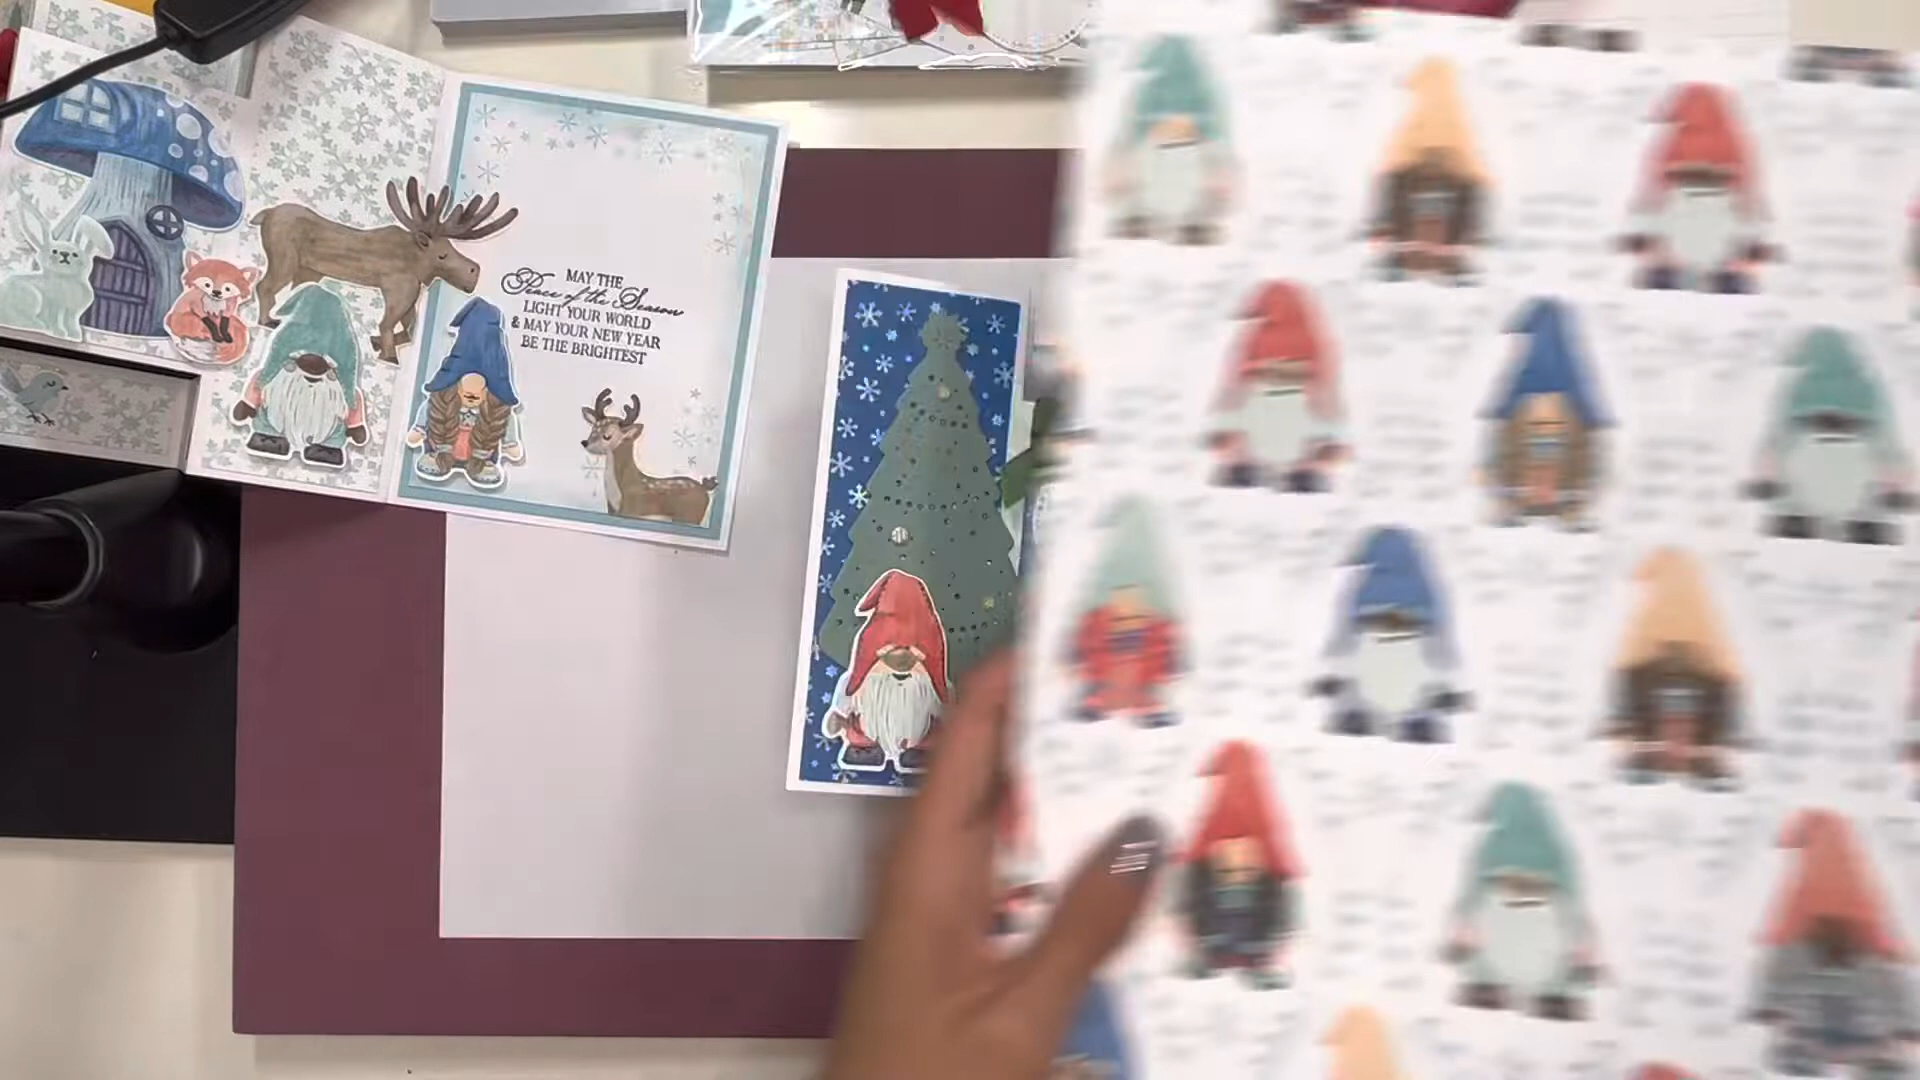 MAY THE
Peace of the Season
LIGHT YOUR WORLD
& MAY YOUR NEW YEAR
BE THE BRIGHTEST